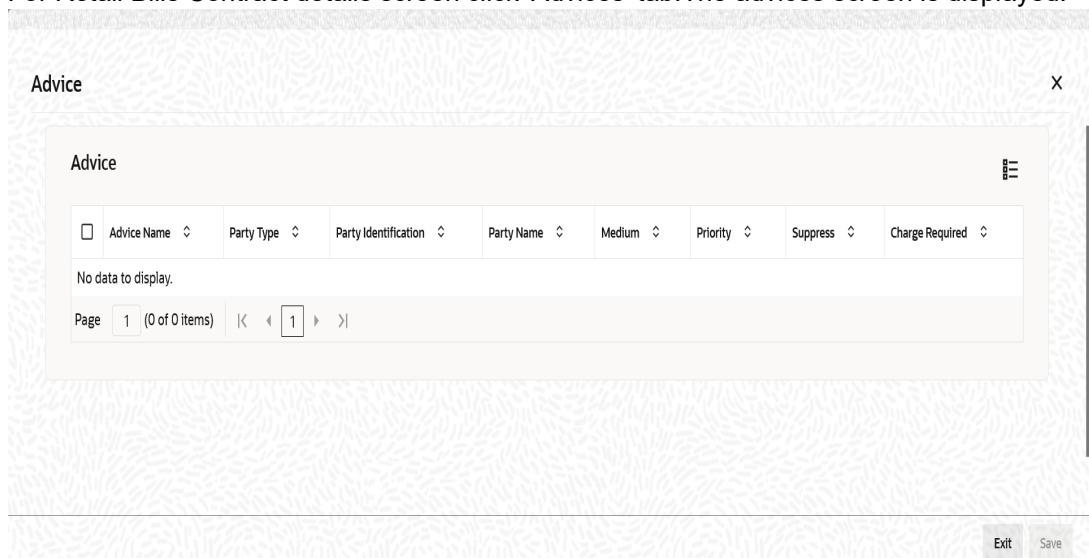 Advice
Advice
Advice Name Party Type Party Identification Party Name Medium Priority Suppress Charge Required
No data to display.
Page 1 (0 of 0 items) 1
Exit Save